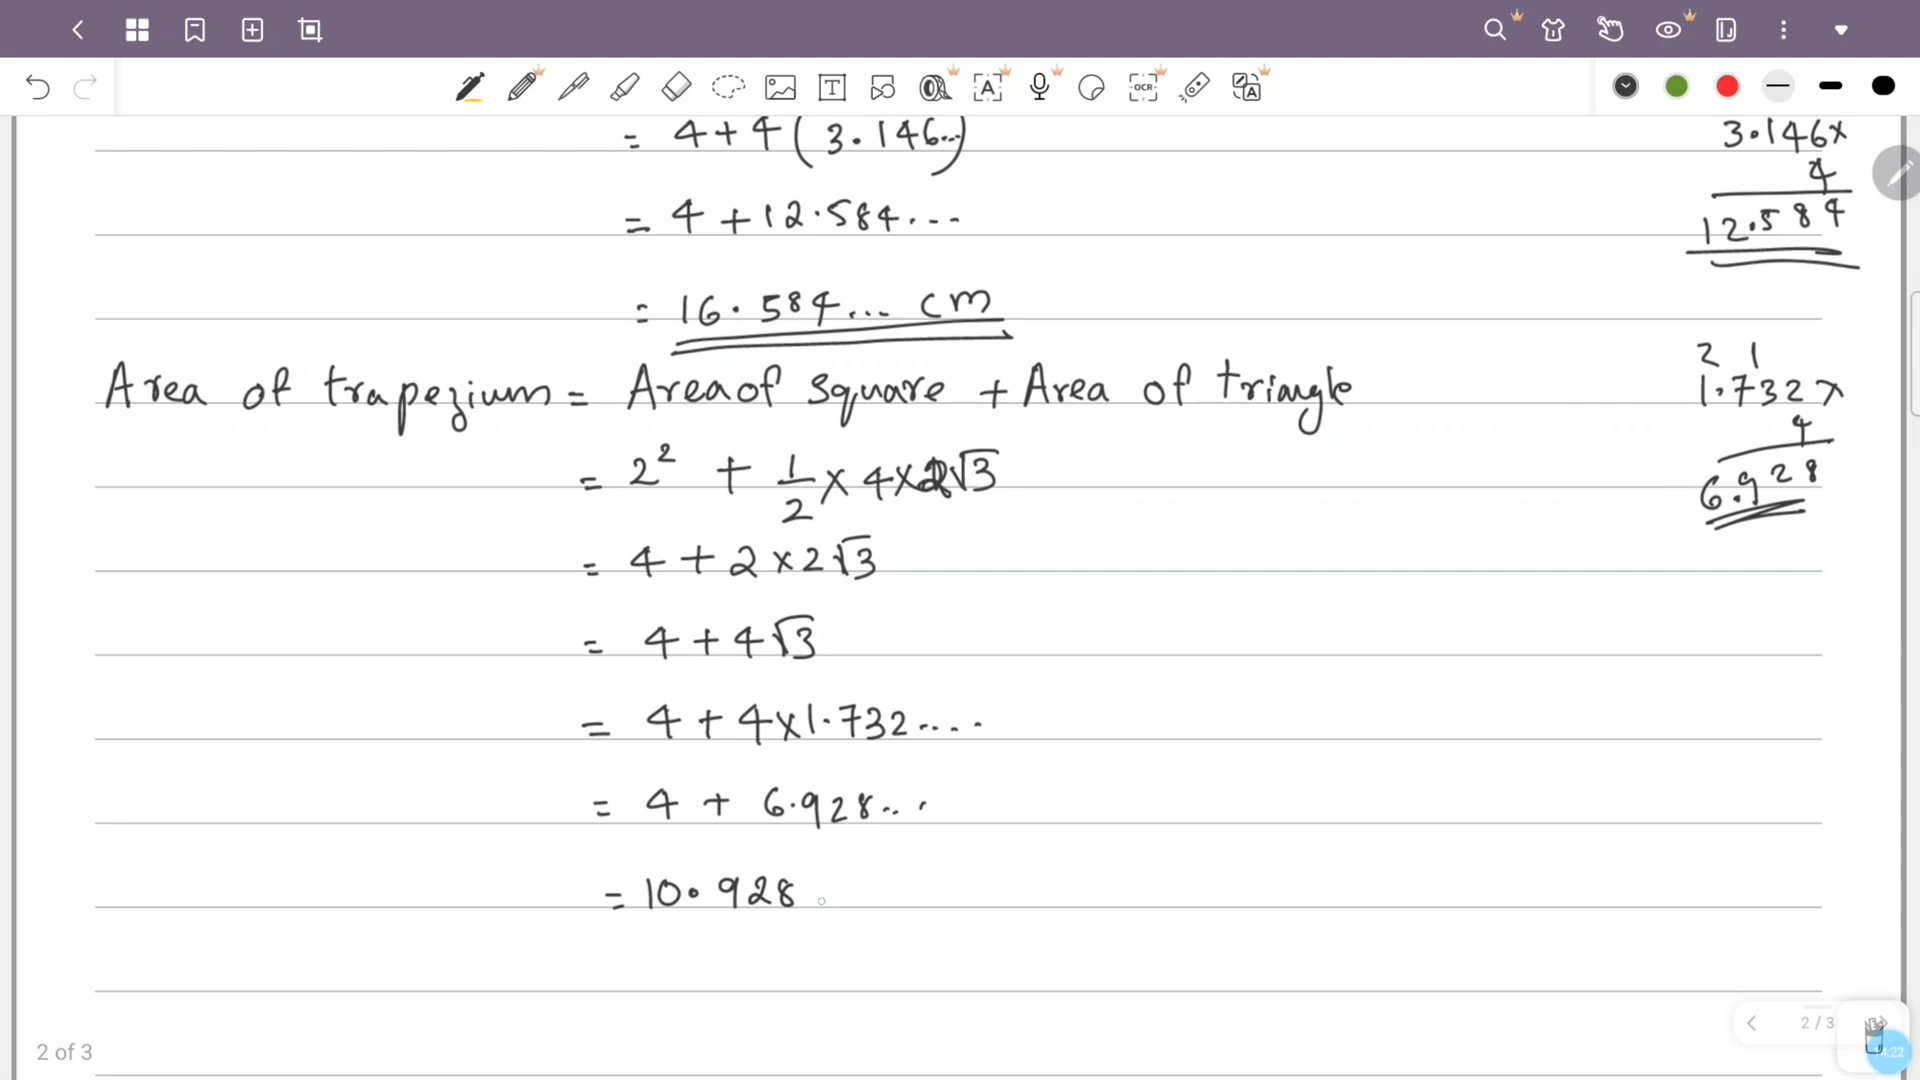 = 4+4(3.146..)
3.146×
4
= 4+12.584...
12.584
= 16.584... cm
Area of trapezium = Area of square + Area of triangle
2 1
1.732×
4
6.928
= 2² + 1/2 × 4×2√3
= 4+2×2√3
= 4+4√3
= 4+4×1.732....
= 4 + 6.928...
= 10.928
2 / 3
2 of 3
14:22